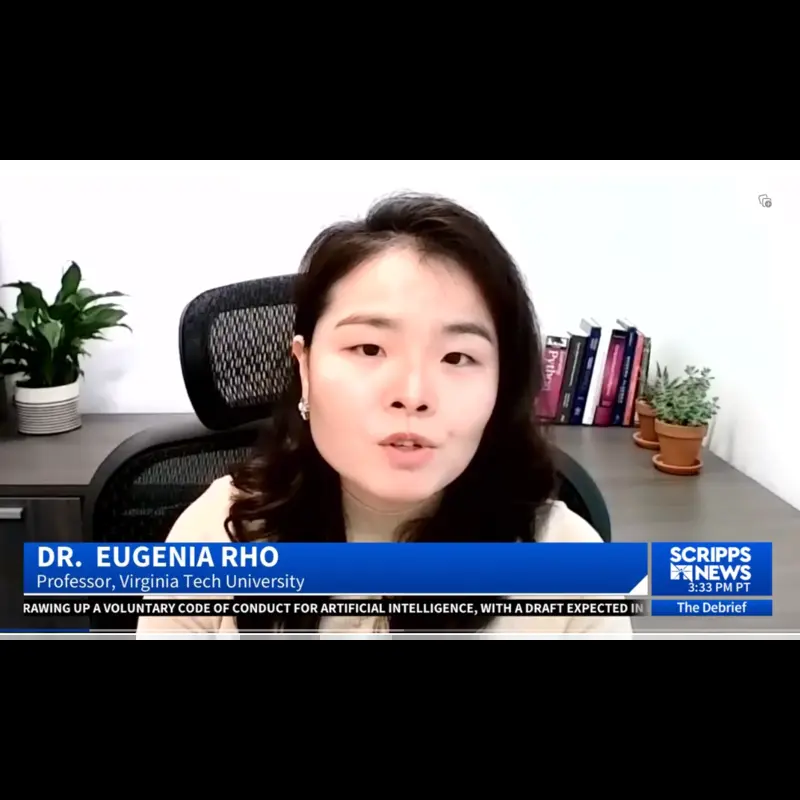 Python
DR. EUGENIA RHO
Professor, Virginia Tech University
SCRIPPS
NEWS
3:33 PM PT
RAWING UP A VOLUNTARY CODE OF CONDUCT FOR ARTIFICIAL INTELLIGENCE, WITH A DRAFT EXPECTED IN
The Debrief